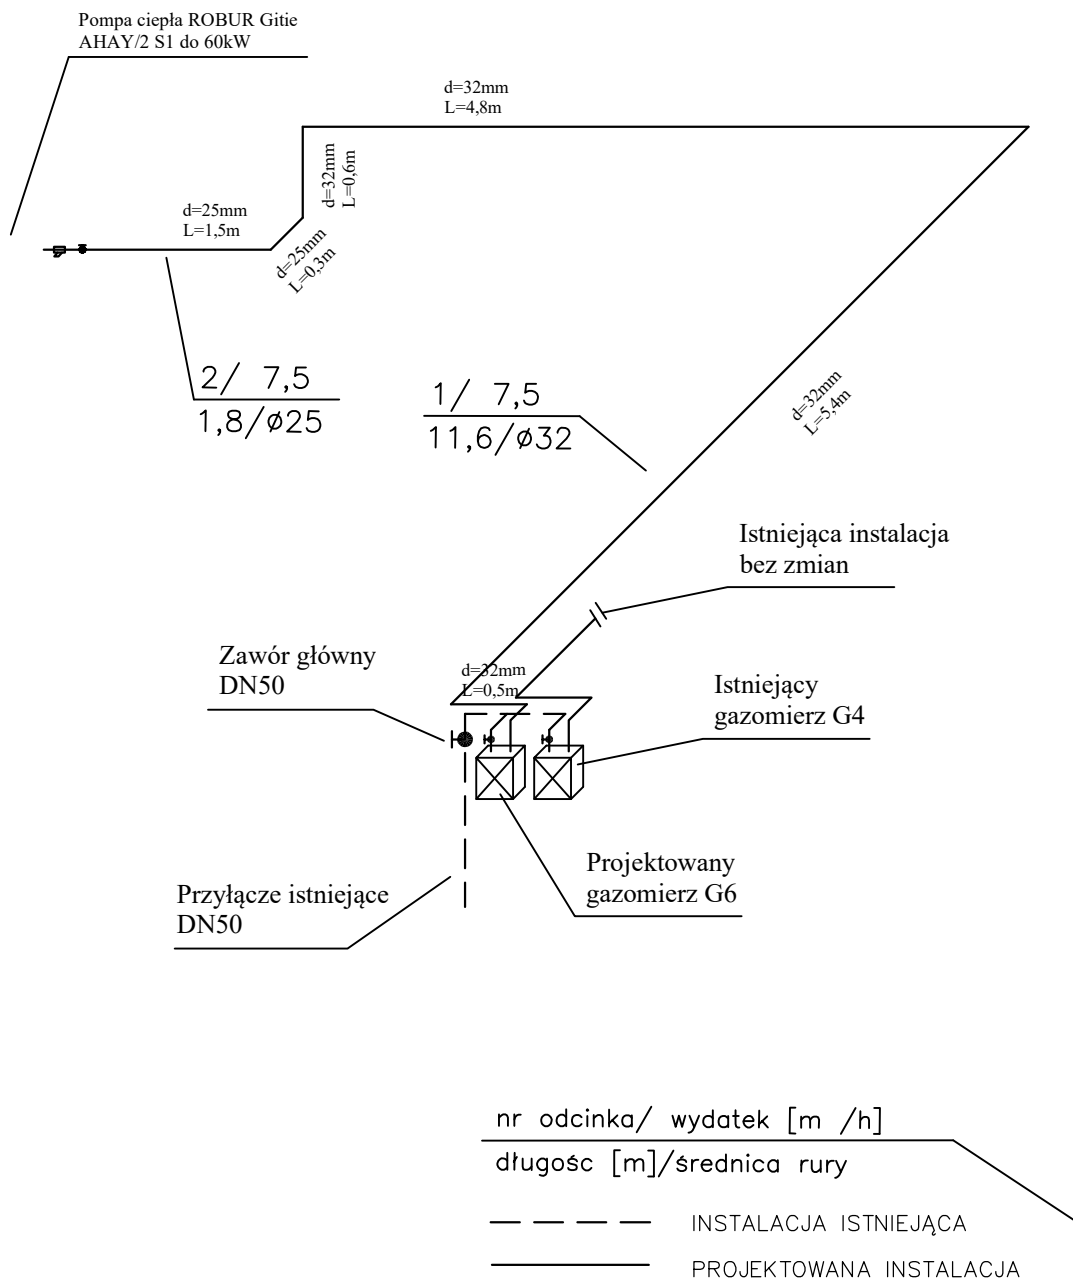 Pompa ciepła ROBUR Gitie
AHAY/2 S1 do 60kW
d=32mm
L=4,8m
d=32mm
L=0,6m
d=25mm
L=1,5m
d=25mm
L=0,3m
2/ 7,5
1,8/ø25
1/ 7,5
11,6/ø32
d=32mm
L=5,4m
Istniejąca instalacja
bez zmian
Zawór główny
DN50
d=32mm
L=0,5m
Istniejący
gazomierz G4
Projektowany
gazomierz G6
Przyłącze istniejące
DN50
nr odcinka/ wydatek [m /h]
długośc [m]/średnica rury
INSTALACJA ISTNIEJĄCA
PROJEKTOWANA INSTALACJA